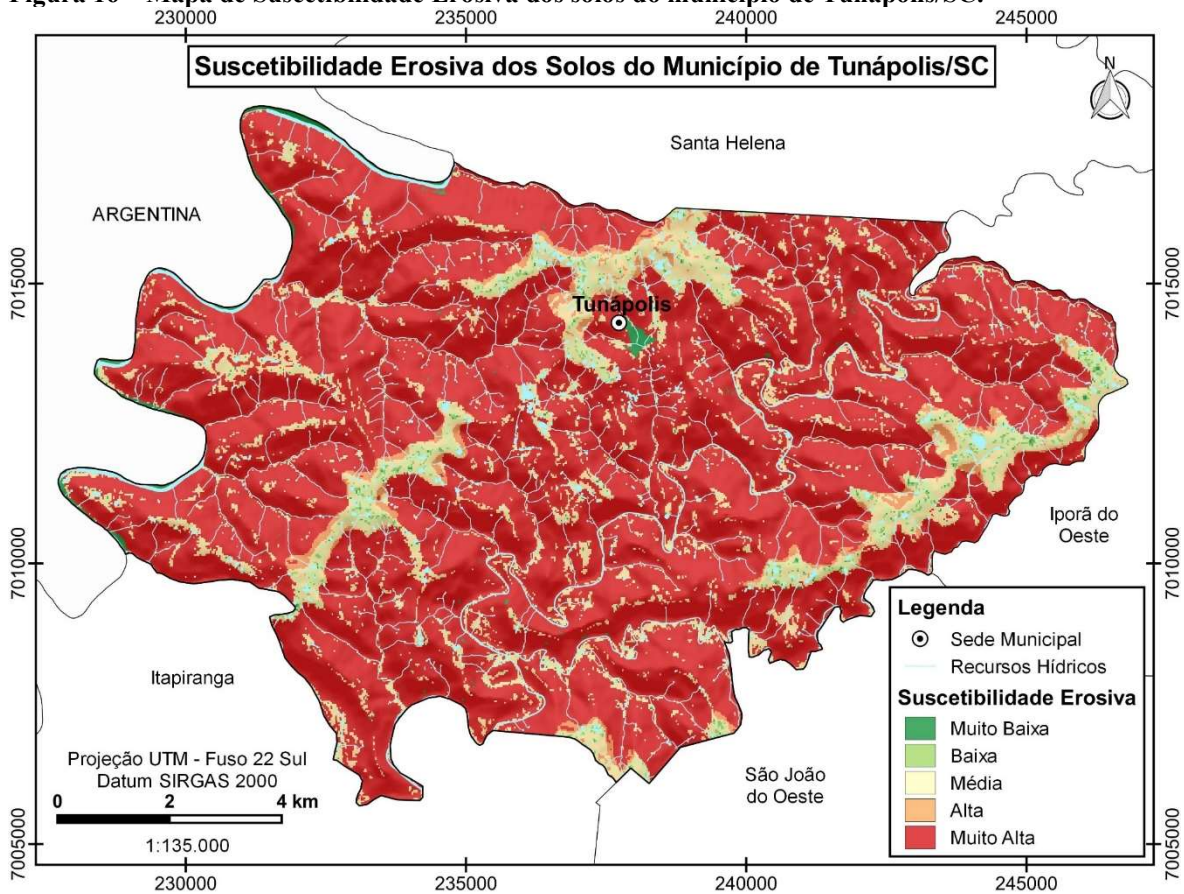 Figura 16 – Mapa de Suscetibilidade Erosiva dos solos do município de Tunápolis/SC.
230000
235000
240000
245000
Suscetibilidade Erosiva dos Solos do Município de Tunápolis/SC
N
Santa Helena
ARGENTINA
7015000
7015000
Tunápolis
Iporã do
Oeste
7010000
7010000
Itapiranga
São João
do Oeste
Projeção UTM - Fuso 22 Sul
Datum SIRGAS 2000
0 2 4 km
1:135.000
Legenda
Sede Municipal
Recursos Hídricos
Suscetibilidade Erosiva
Muito Baixa
Baixa
Média
Alta
Muito Alta
7005000
7005000
230000
235000
240000
245000